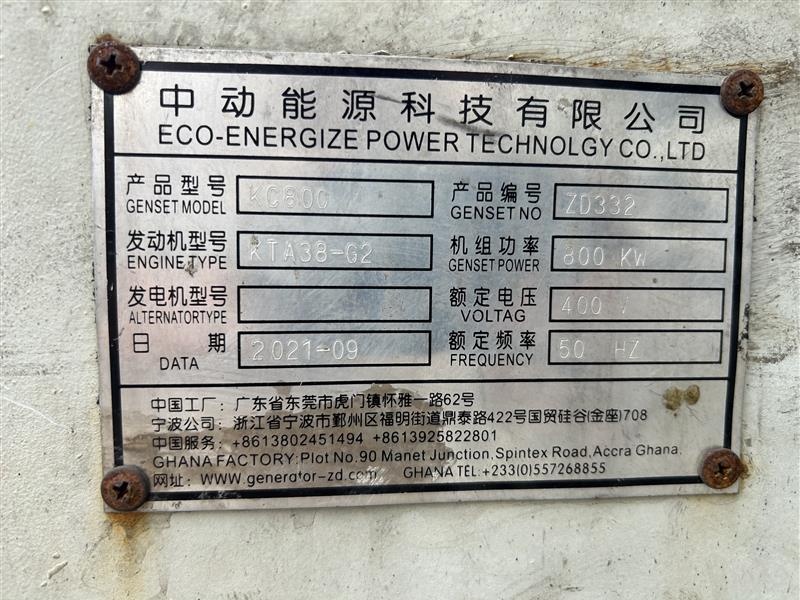 中动能源科技有限公司
ECO-ENERGIZE POWER TECHNOLGY CO.,LTD
产品型号 KC800 产品编号 ZD332
GENSET MODEL GENSET NO
发动机型号 KTA38-G2 机组功率 800 KW
ENGINE TYPE GENSET POWER
发电机型号 额定电压 400 V
ALTERNATORTYPE VOLTAG
日期 2021-09 额定频率 50 HZ
DATA FREQUENCY
中国工厂：广东省东莞市虎门镇怀雅一路62号
宁波公司：浙江省宁波市鄞州区福明街道鼎泰路422号国贸硅谷(金座)708
中国服务：+8613802451494 +8613925822801
GHANA FACTORY:Plot No.90 Manet Junction,Spintex Road,Accra Ghana.
网址：WWW.generator-zd.com GHANA TEL:+233(0)557268855